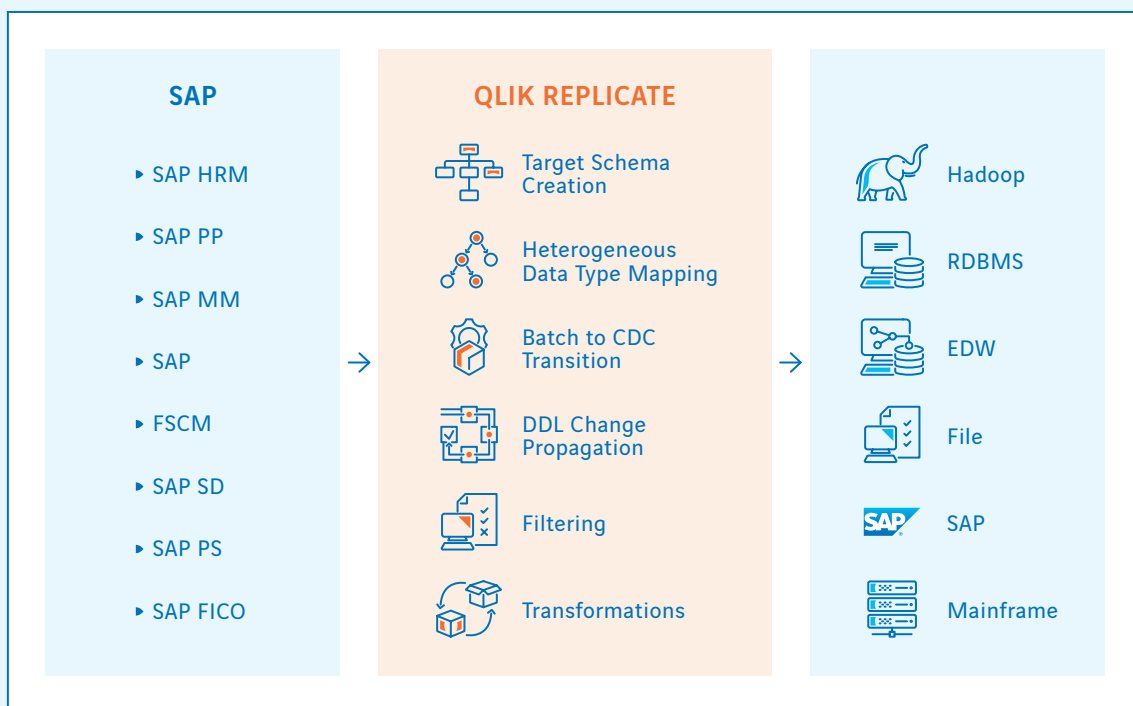 SAP
SAP HRM
SAP PP
SAP MM
SAP
FSCM
SAP SD
SAP PS
SAP FICO
QLIK REPLICATE
Target Schema
Creation
Heterogeneous
Data Type Mapping
Batch to CDC
Transition
DDL Change
Propagation
Filtering
Transformations
Hadoop
RDBMS
EDW
File
SAP
SAP
Mainframe